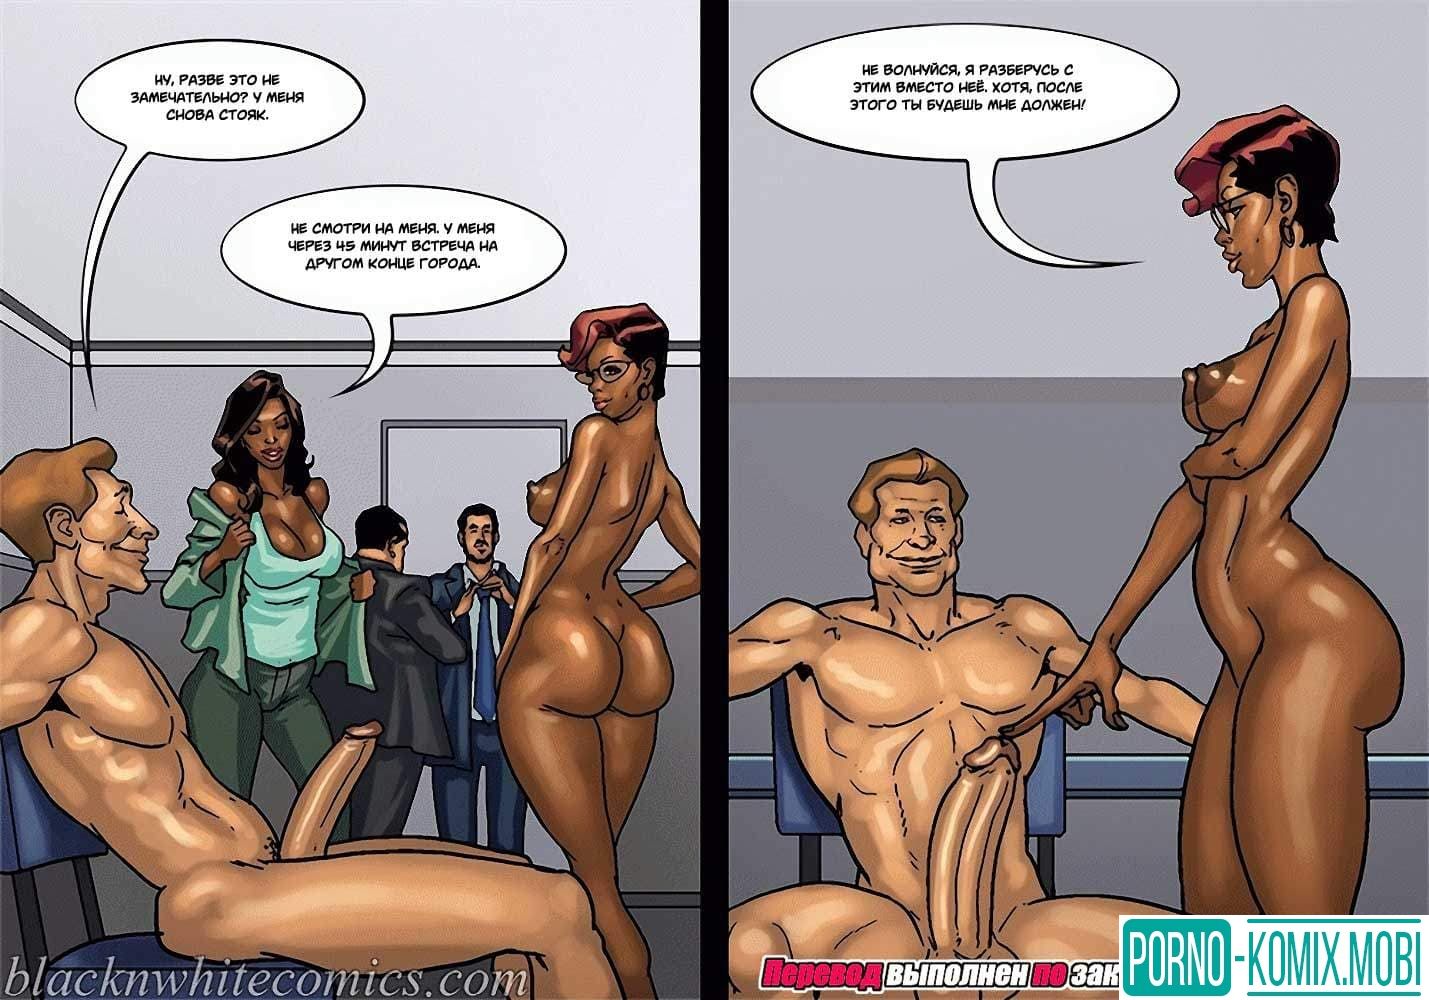 НУ, РАЗВЕ ЭТО НЕ
ЗАМЕЧАТЕЛЬНО? У МЕНЯ
СНОВА СТОЯК.
НЕ СМОТРИ НА МЕНЯ. У МЕНЯ
ЧЕРЕЗ 45 МИНУТ ВСТРЕЧА НА
ДРУГОМ КОНЦЕ ГОРОДА.
НЕ ВОЛНУЙСЯ, Я РАЗБЕРУСЬ С
ЭТИМ ВМЕСТО НЕЁ. ХОТЯ, ПОСЛЕ
ЭТОГО ТЫ БУДЕШЬ МНЕ ДОЛЖЕН!
blacknwhitecomics.com
Перевод выполнен по зак
PORNO-KOMIX.MOBI